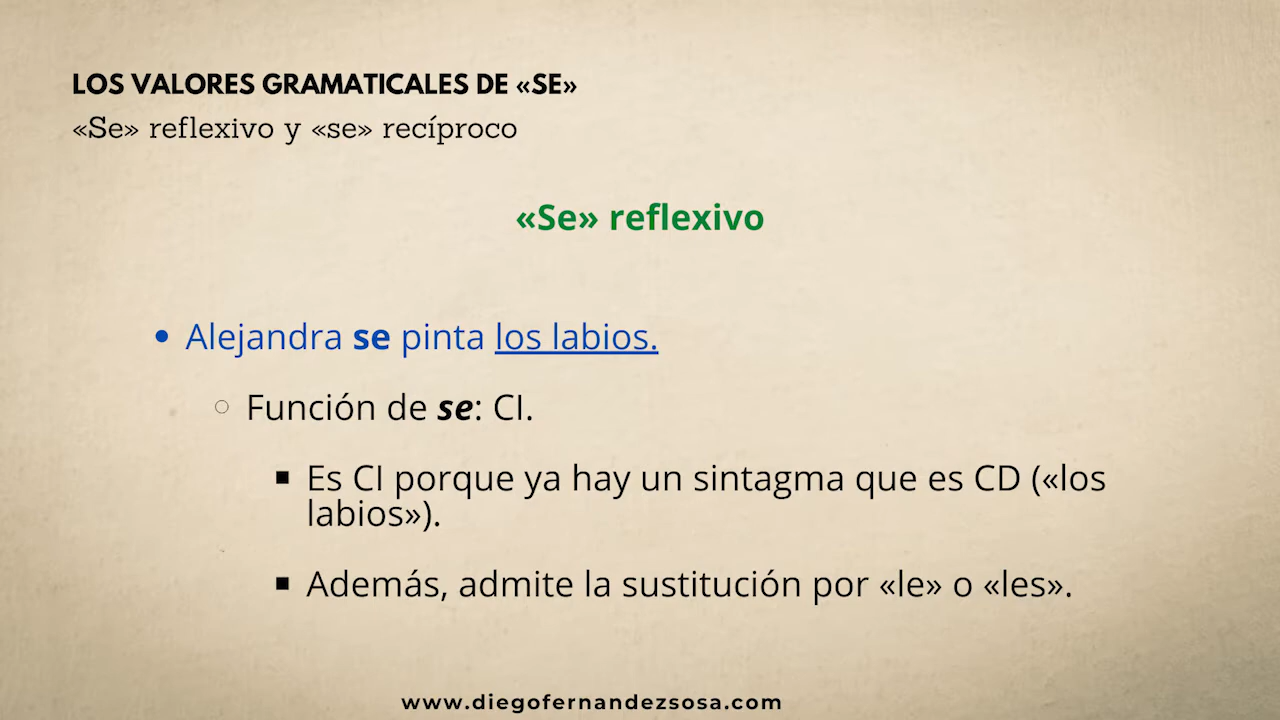 LOS VALORES GRAMATICALES DE «SE»
«Se» reflexivo y «se» recíproco
«Se» reflexivo
Alejandra se pinta los labios.
Función de se: CI.
Es CI porque ya hay un sintagma que es CD («los
labios»).
Además, admite la sustitución por «le» o «les».
www.diegofernandezsosa.com